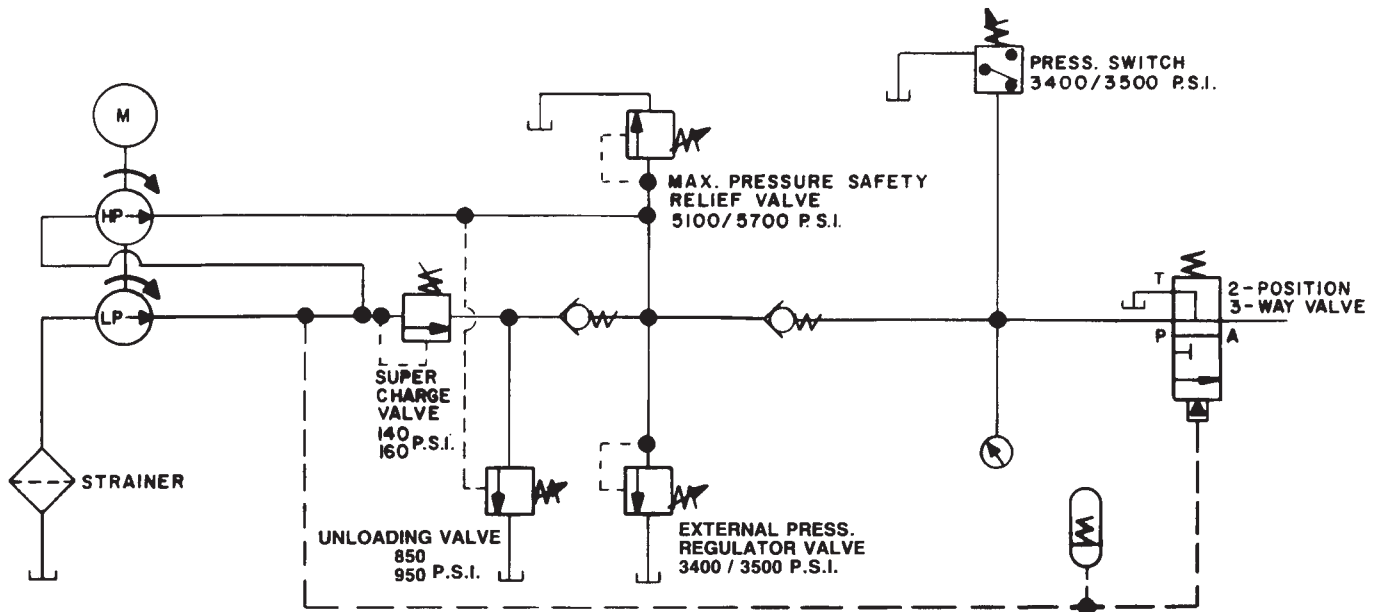 PRESS. SWITCH
3400/3500 P.S.I.
M
MAX. PRESSURE SAFETY
RELIEF VALVE
5100/5700 P.S.I.
HP
T
2-POSITION
3-WAY VALVE
LP
P
A
SUPER
CHARGE
VALVE
140
160 P.S.I.
STRAINER
UNLOADING VALVE
850
950 P.S.I.
EXTERNAL PRESS.
REGULATOR VALVE
3400 / 3500 P.S.I.